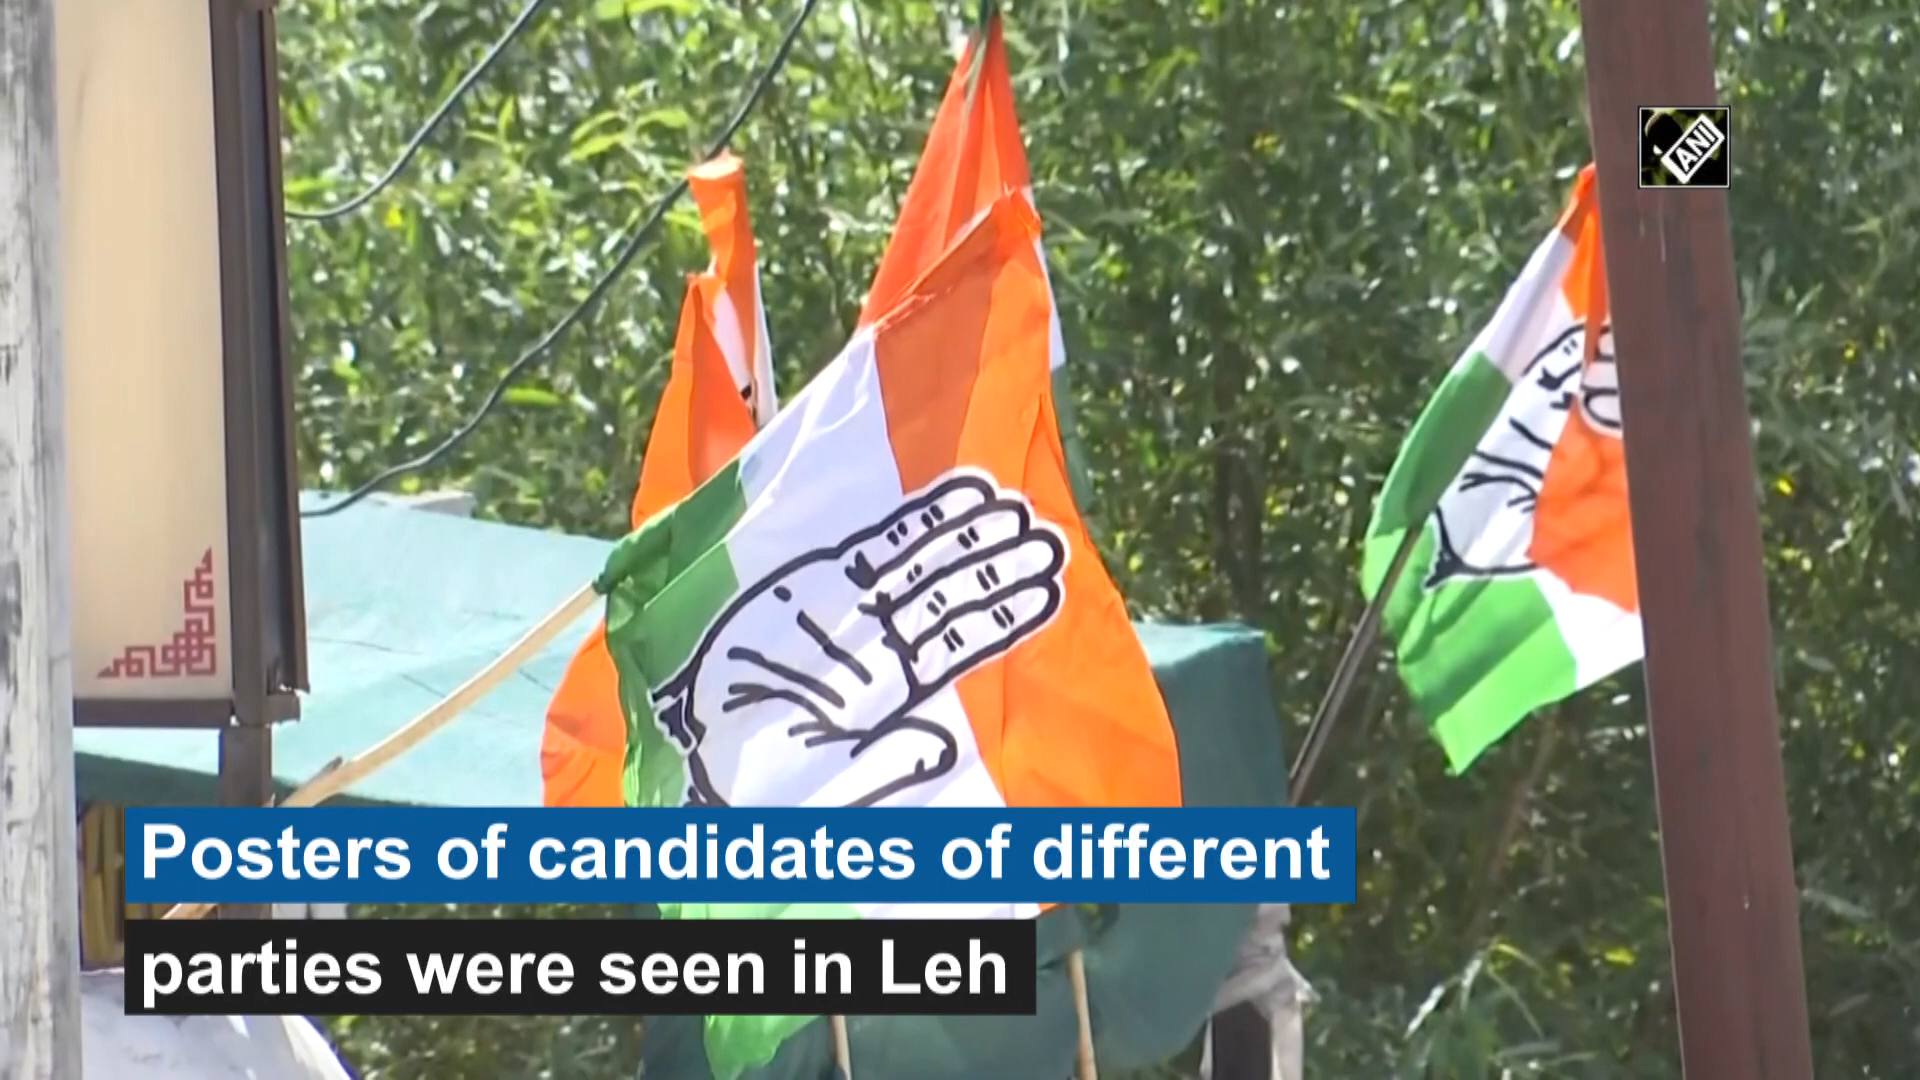 ANI
Posters of candidates of different
parties were seen in Leh